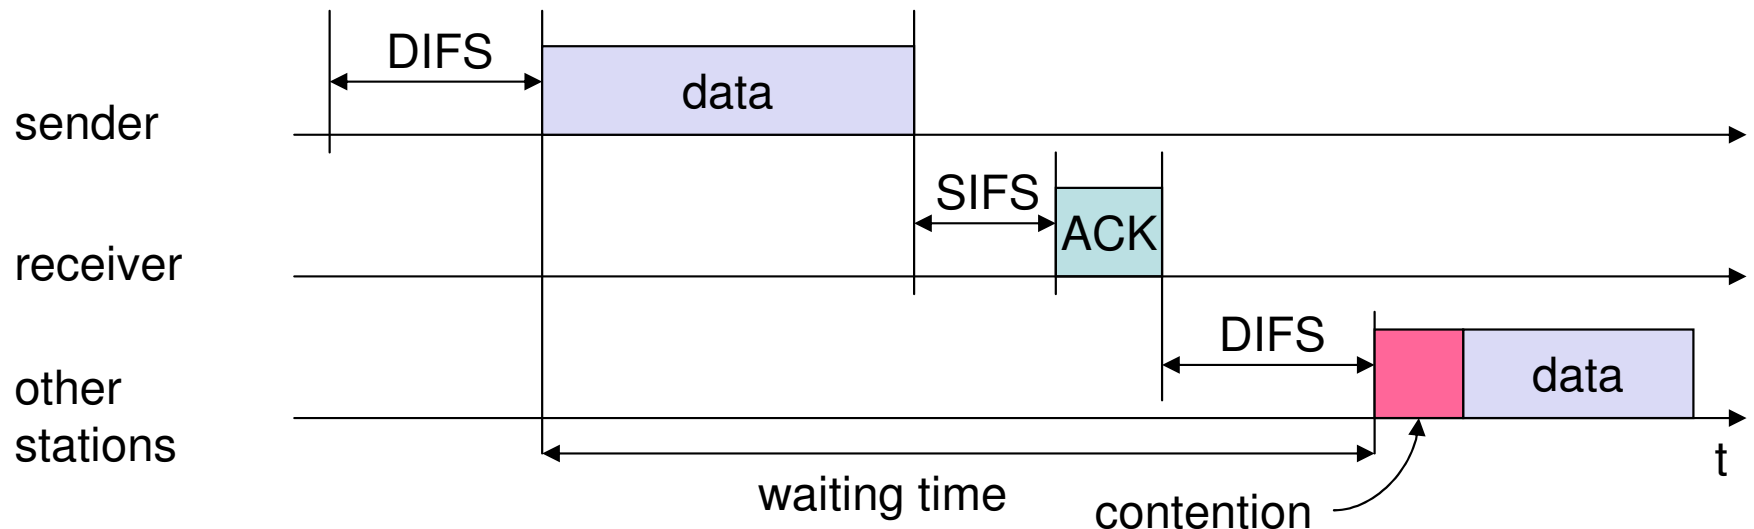 DIFS
data
sender
SIFS
ACK
receiver
DIFS
data
other
stations
t
waiting time
contention